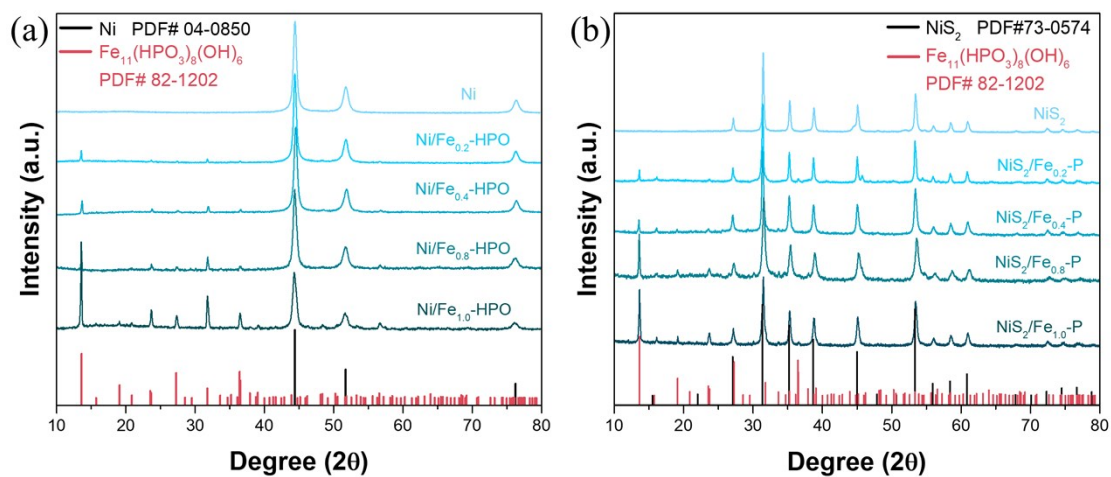 (a)
Ni PDF# 04-0850
Fe₁₁(HPO₃)₈(OH)₆
PDF# 82-1202
Ni
Ni/Fe₀.₂-HPO
Ni/Fe₀.₄-HPO
Ni/Fe₀.₈-HPO
Ni/Fe₁.₀-HPO
Intensity (a.u.)
10 20 30 40 50 60 70 80
Degree (2θ)
(b)
NiS₂ PDF#73-0574
Fe₁₁(HPO₃)₈(OH)₆
PDF# 82-1202
NiS₂
NiS₂/Fe₀.₂-P
NiS₂/Fe₀.₄-P
NiS₂/Fe₀.₈-P
NiS₂/Fe₁.₀-P
Intensity (a.u.)
10 20 30 40 50 60 70 80
Degree (2θ)